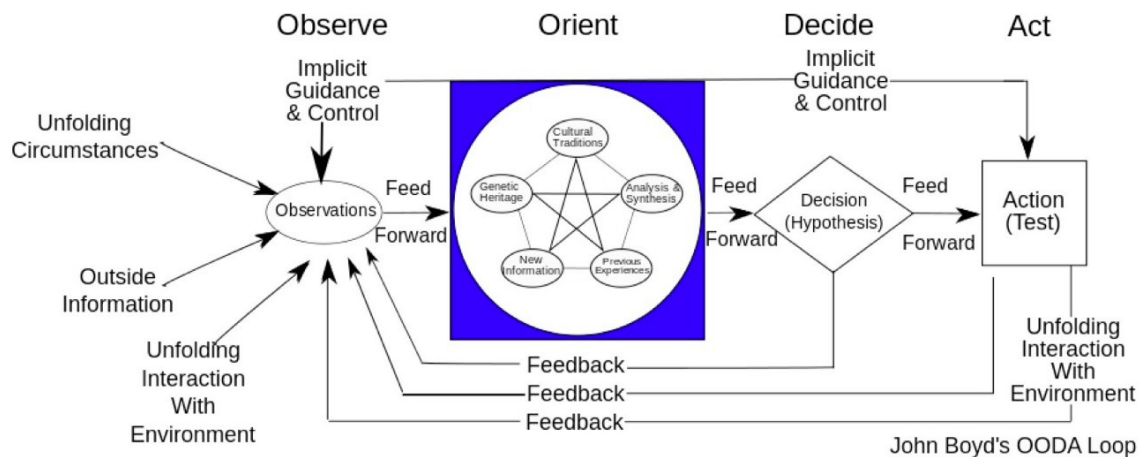 Observe
Orient
Decide
Act
Implicit
Guidance
& Control
Implicit
Guidance
& Control
Unfolding
Circumstances
Observations
Feed
Forward
Cultural
Traditions
Genetic
Heritage
Analysis &
Synthesis
New
Information
Previous
Experiences
Feed
Forward
Decision
(Hypothesis)
Feed
Forward
Action
(Test)
Outside
Information
Unfolding
Interaction
With
Environment
Feedback
Feedback
Feedback
Unfolding
Interaction
With
Environment
John Boyd's OODA Loop